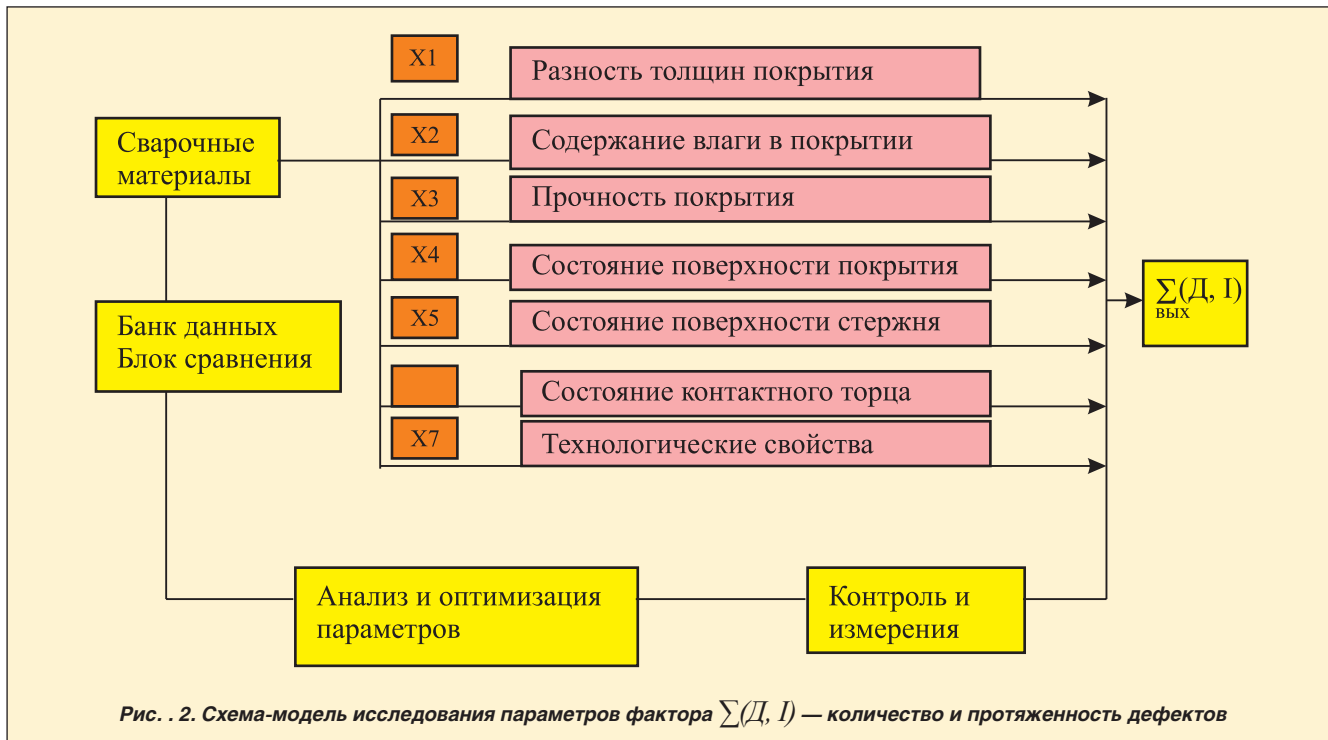 X1
Разность толщин покрытия
Сварочные
материалы
X2
Содержание влаги в покрытии
X3
Прочность покрытия
X4
Состояние поверхности покрытия
Банк данных
Блок сравнения
X5
Состояние поверхности стержня
∑(Д, I)
вых
Состояние контактного торца
X7
Технологические свойства
Анализ и оптимизация
параметров
Контроль и
измерения
Рис. . 2. Схема-модель исследования параметров фактора ∑(Д, I) — количество и протяженность дефектов